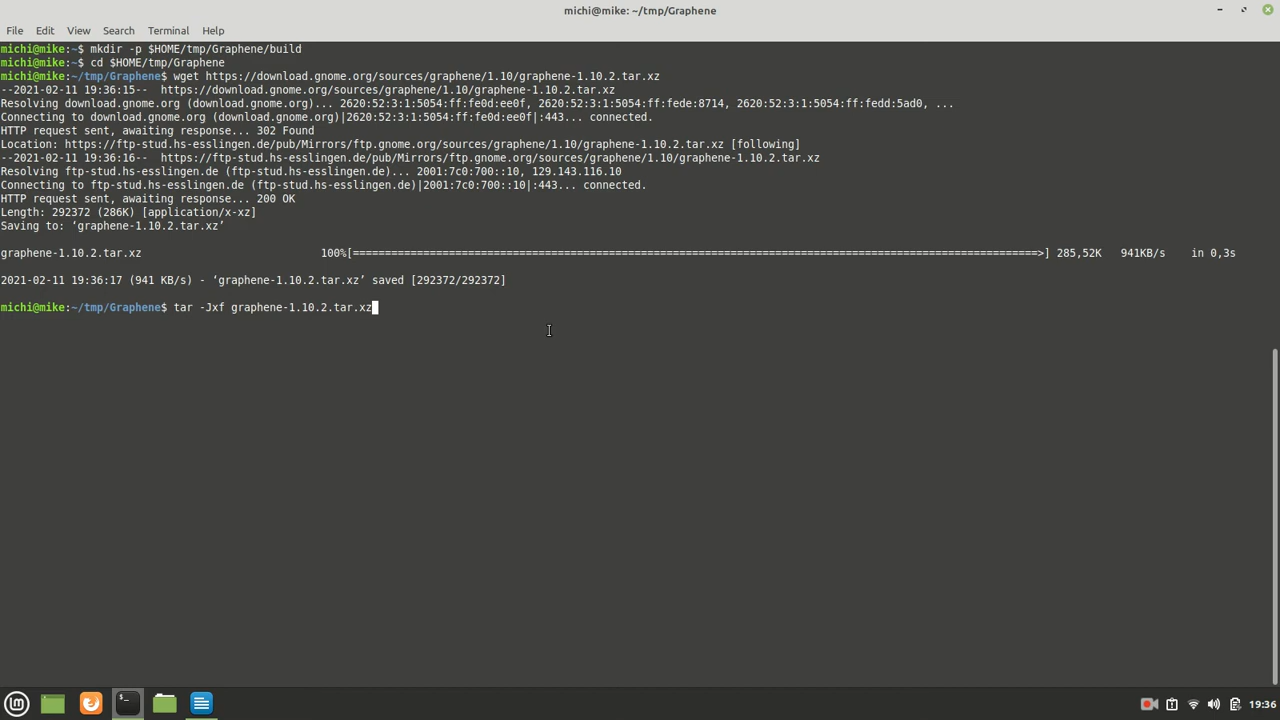 michi@mike: ~/tmp/Graphene
File Edit View Search Terminal Help
michi@mike:~$ mkdir -p $HOME/tmp/Graphene/build
michi@mike:~$ cd $HOME/tmp/Graphene
michi@mike:~/tmp/Graphene$ wget https://download.gnome.org/sources/graphene/1.10/graphene-1.10.2.tar.xz
--2021-02-11 19:36:15--  https://download.gnome.org/sources/graphene/1.10/graphene-1.10.2.tar.xz
Resolving download.gnome.org (download.gnome.org)... 2620:52:3:1:5054:ff:fe0d:ee0f, 2620:52:3:1:5054:ff:fede:8714, 2620:52:3:1:5054:ff:fedd:5ad0, ...
Connecting to download.gnome.org (download.gnome.org)|2620:52:3:1:5054:ff:fe0d:ee0f|:443... connected.
HTTP request sent, awaiting response... 302 Found
Location: https://ftp-stud.hs-esslingen.de/pub/Mirrors/ftp.gnome.org/sources/graphene/1.10/graphene-1.10.2.tar.xz [following]
--2021-02-11 19:36:16--  https://ftp-stud.hs-esslingen.de/pub/Mirrors/ftp.gnome.org/sources/graphene/1.10/graphene-1.10.2.tar.xz
Resolving ftp-stud.hs-esslingen.de (ftp-stud.hs-esslingen.de)... 2001:7c0:700::10, 129.143.116.10
Connecting to ftp-stud.hs-esslingen.de (ftp-stud.hs-esslingen.de)|2001:7c0:700::10|:443... connected.
HTTP request sent, awaiting response... 200 OK
Length: 292372 (286K) [application/x-xz]
Saving to: ‘graphene-1.10.2.tar.xz’
graphene-1.10.2.tar.xz 100%[===========================================================================================================>] 285,52K 941KB/s in 0,3s
2021-02-11 19:36:17 (941 KB/s) - ‘graphene-1.10.2.tar.xz’ saved [292372/292372]
michi@mike:~/tmp/Graphene$ tar -Jxf graphene-1.10.2.tar.xz
19:36